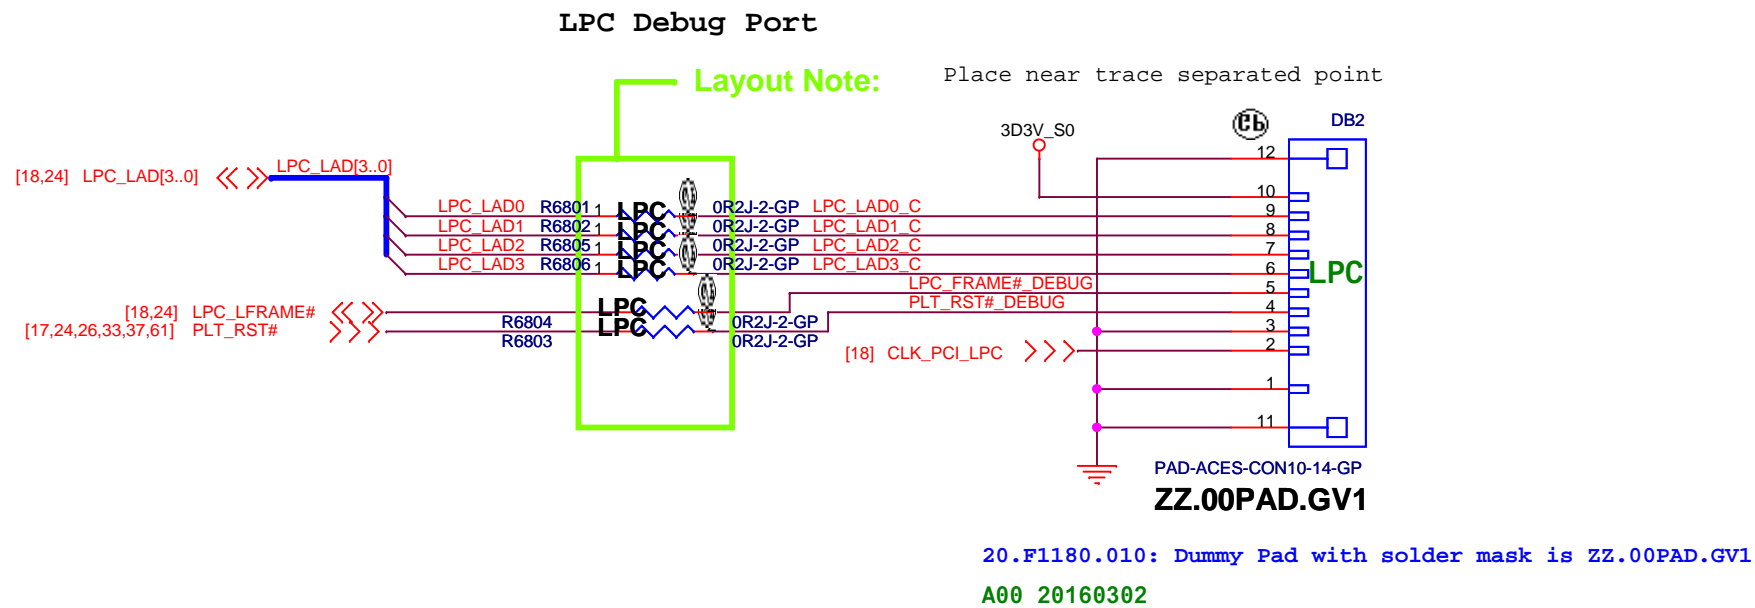 LPC Debug Port
Layout Note:
Place near trace separated point
3D3V_S0
DB2
[18,24] LPC_LAD[3..0]
LPC_LAD[3..0]
12
10
LPC_LAD0 R6801 1 LPC 0R2J-2-GP LPC_LAD0_C 9
LPC_LAD1 R6802 1 LPC 0R2J-2-GP LPC_LAD1_C 8
LPC_LAD2 R6805 1 LPC 0R2J-2-GP LPC_LAD2_C 7
LPC_LAD3 R6806 1 LPC 0R2J-2-GP LPC_LAD3_C 6
LPC
LPC_FRAME#_DEBUG 5
PLT_RST#_DEBUG 4
[18,24] LPC_LFRAME# LPC
R6804 0R2J-2-GP
[17,24,26,33,37,61] PLT_RST# LPC
R6803 0R2J-2-GP
3
[18] CLK_PCI_LPC 2
1
11
PAD-ACES-CON10-14-GP
ZZ.00PAD.GV1
20.F1180.010: Dummy Pad with solder mask is ZZ.00PAD.GV1
A00 20160302